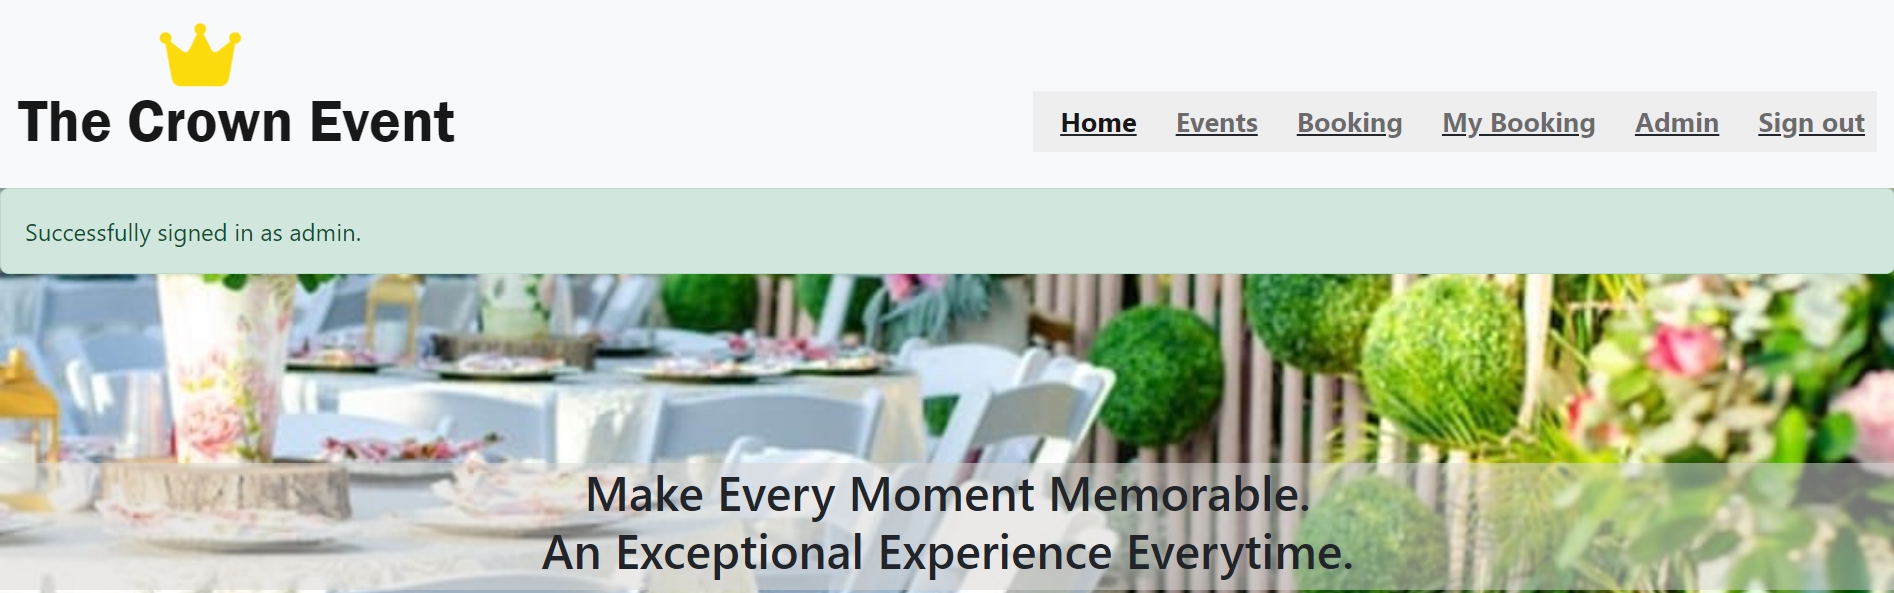 The Crown Event
Home Events Booking My Booking Admin Sign out
Successfully signed in as admin.
Make Every Moment Memorable.
An Exceptional Experience Everytime.